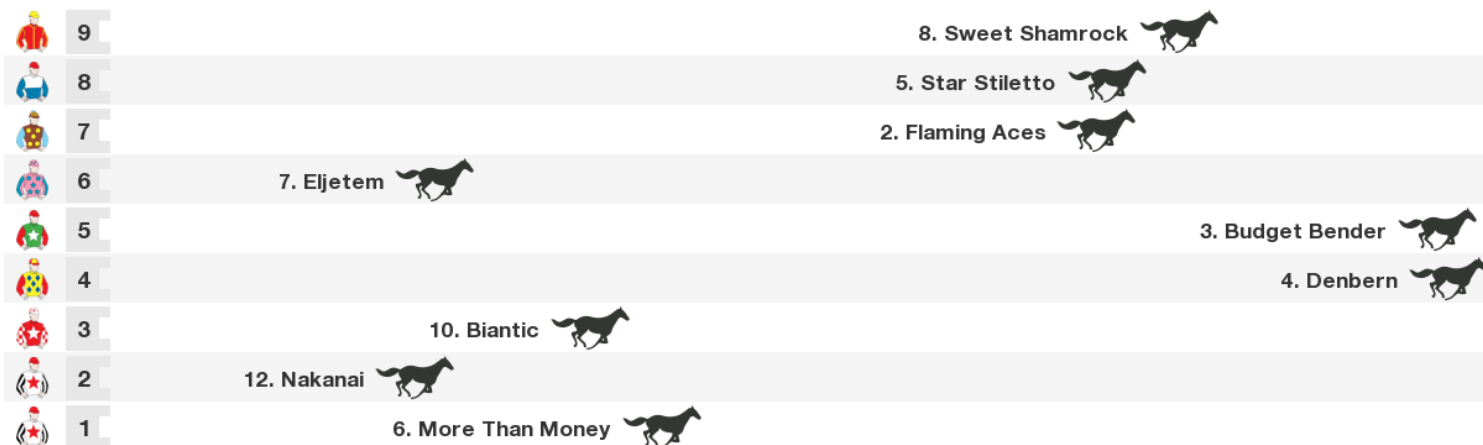 9 8. Sweet Shamrock
8 5. Star Stiletto
7 2. Flaming Aces
6 7. Eljetem
5 3. Budget Bender
4 4. Denbern
3 10. Biantic
2 12. Nakanai
1 6. More Than Money